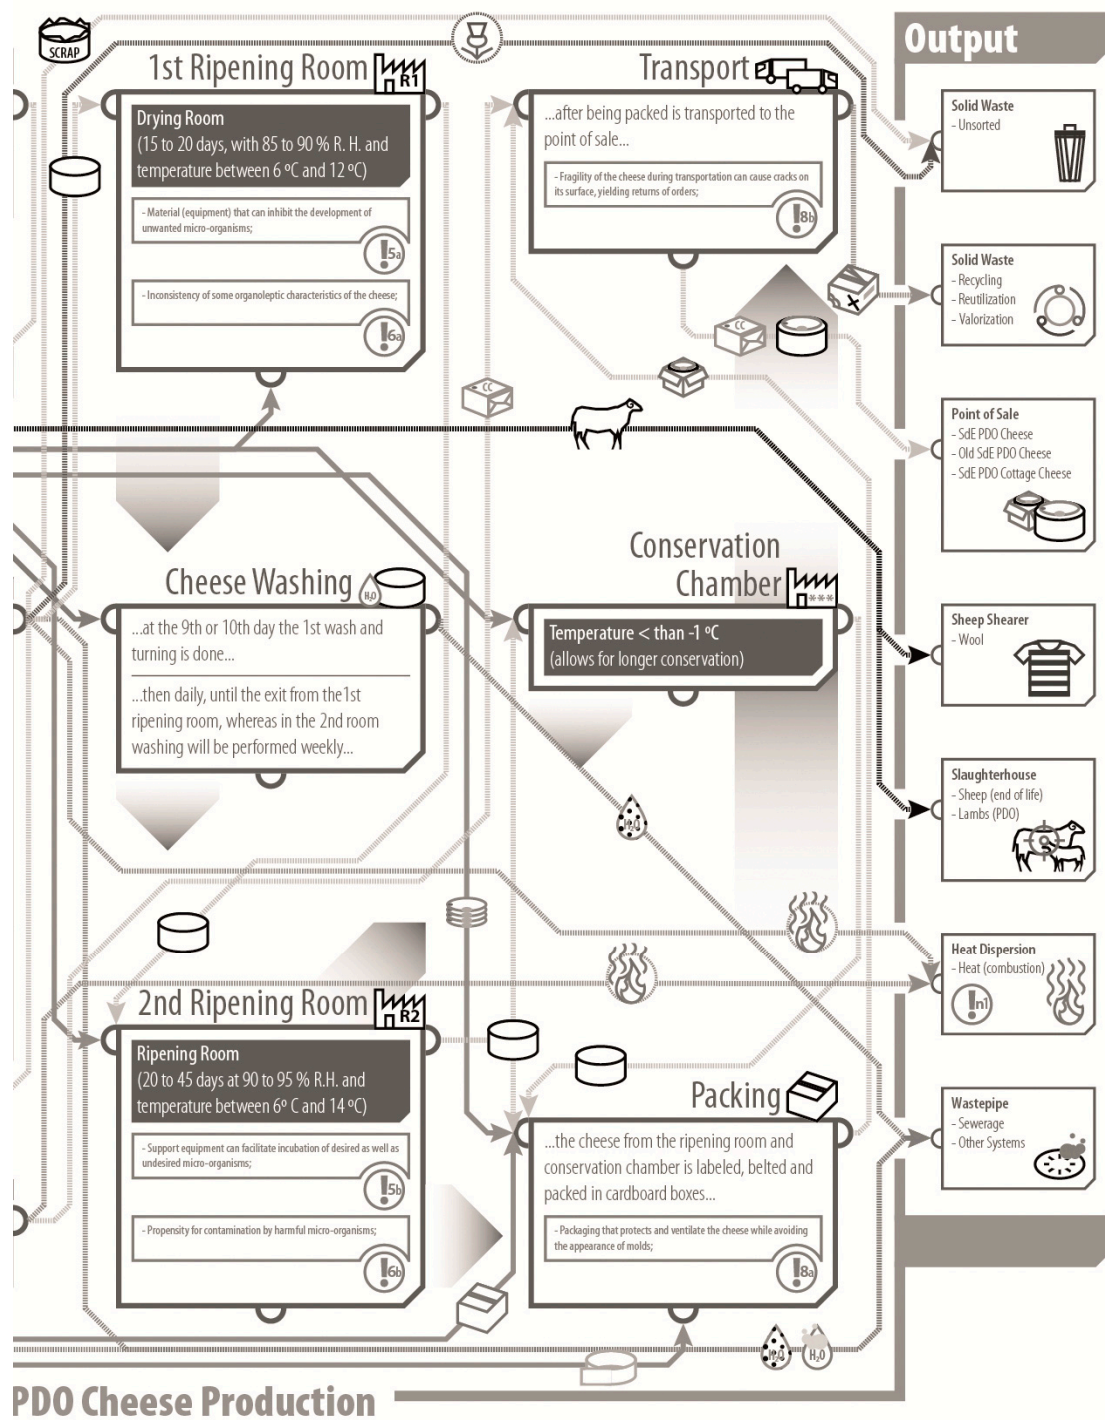 SCRAP
Output
1st Ripening Room
R1
Drying Room
(15 to 20 days, with 85 to 90 % R. H. and
temperature between 6 ºC and 12 ºC)
- Material (equipment) that can inhibit the development of
unwanted micro-organisms;
!5a
- Inconsistency of some organoleptic characteristics of the cheese;
!6a
Transport
...after being packed is transported to the
point of sale...
- Fragility of the cheese during transportation can cause cracks on
its surface, yielding returns of orders;
!8b
CC
CC
Solid Waste
- Unsorted
Solid Waste
- Recycling
- Reutilization
- Valorization
Point of Sale
- SdE PDO Cheese
- Old SdE PDO Cheese
- SdE PDO Cottage Cheese
Cheese Washing
H₂O
...at the 9th or 10th day the 1st wash and
turning is done...
...then daily, until the exit from the1st
ripening room, whereas in the 2nd room
washing will be performed weekly...
Conservation
Chamber
***
Temperature < than -1 ºC
(allows for longer conservation)
H₂O
Sheep Shearer
- Wool
Slaughterhouse
- Sheep (end of life)
- Lambs (PDO)
Heat Dispersion
- Heat (combustion)
!n1
2nd Ripening Room
R2
Ripening Room
(20 to 45 days at 90 to 95 % R.H. and
temperature between 6º C and 14 ºC)
- Support equipment can facilitate incubation of desired as well as
undesired micro-organisms;
!5b
- Propensity for contamination by harmful micro-organisms;
!6b
Packing
...the cheese from the ripening room and
conservation chamber is labeled, belted and
packed in cardboard boxes...
- Packaging that protects and ventilate the cheese while avoiding
the appearance of molds;
!8a
Wastepipe
- Sewerage
- Other Systems
H₂O
H₂O
PDO Cheese Production